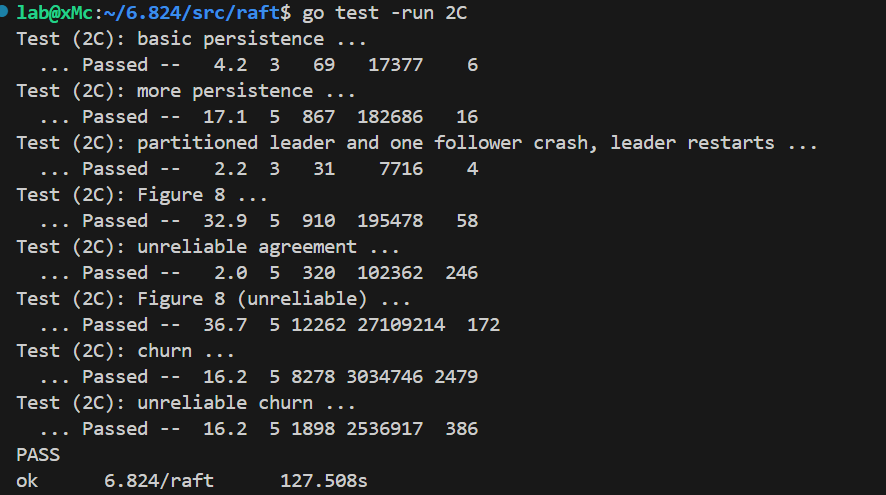 lab@xMc:~/6.824/src/raft$ go test -run 2C
Test (2C): basic persistence ...
  ... Passed --   4.2  3   69   17377    6
Test (2C): more persistence ...
  ... Passed --  17.1  5  867  182686   16
Test (2C): partitioned leader and one follower crash, leader restarts ...
  ... Passed --   2.2  3   31    7716    4
Test (2C): Figure 8 ...
  ... Passed --  32.9  5  910  195478   58
Test (2C): unreliable agreement ...
  ... Passed --   2.0  5  320  102362  246
Test (2C): Figure 8 (unreliable) ...
  ... Passed --  36.7  5 12262 27109214  172
Test (2C): churn ...
  ... Passed --  16.2  5 8278 3034746 2479
Test (2C): unreliable churn ...
  ... Passed --  16.2  5 1898 2536917  386
PASS
ok      6.824/raft      127.508s